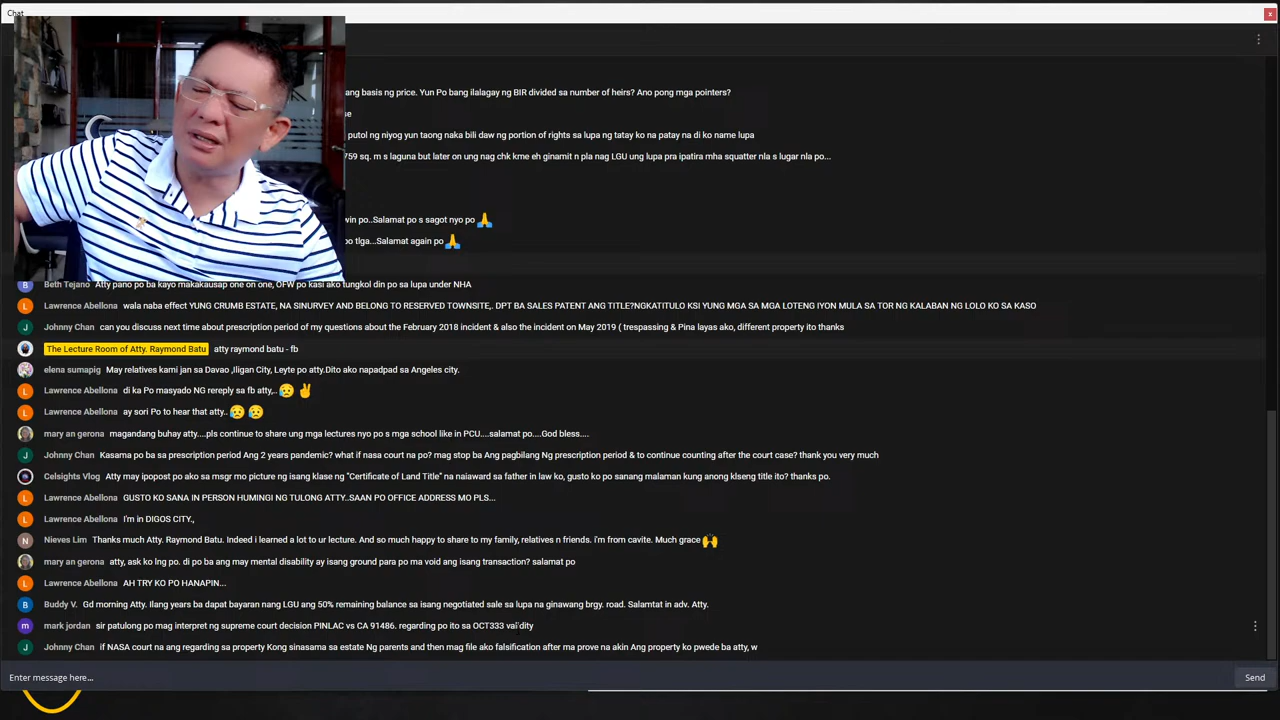 Chat
ang basis ng price. Yun Po bang ilalagay ng BIR divided sa number of heirs? Ano pong mga pointers?
se
putol ng niyog yun taong naka bili daw ng portion of rights sa lupa ng tatay ko na patay na di ko name lupa
759 sq. m s laguna but later on ung nag chk kme eh ginamit n pla nag LGU ung lupa pra ipatira mha squatter nla s lugar nla po...
win po..Salamat po s sagot nyo po 🙏
po tlga...Salamat again po 🙏
B Beth Tejano Atty pano po ba kayo makakausap one on one, OFW po kasi ako tungkol din po sa lupa under NHA
L Lawrence Abellona wala naba effect YUNG CRUMB ESTATE, NA SINURVEY AND BELONG TO RESERVED TOWNSITE,. DPT BA SALES PATENT ANG TITLE?NGKATITULO KSI YUNG MGA SA MGA LOTENG IYON MULA SA TOR NG KALABAN NG LOLO KO SA KASO
J Johnny Chan can you discuss next time about prescription period of my questions about the February 2018 incident & also the incident on May 2019 ( trespassing & Pina layas ako, different property ito thanks
The Lecture Room of Atty. Raymond Batu atty raymond batu - fb
elena sumapig May relatives kami jan sa Davao ,Iligan City, Leyte po atty.Dito ako napadpad sa Angeles city.
L Lawrence Abellona di ka Po masyado NG rereply sa fb atty,.. 😥✌
L Lawrence Abellona ay sori Po to hear that atty.. 😥 😥
mary an gerona magandang buhay atty....pls continue to share ung mga lectures nyo po s mga school like in PCU....salamat po....God bless....
J Johnny Chan Kasama po ba sa prescription period Ang 2 years pandemic? what if nasa court na po? mag stop ba Ang pagbilang Ng prescription period & to continue counting after the court case? thank you very much
Celsights Vlog Atty may ipopost po ako sa msgr mo picture ng isang klase ng "Certificate of Land Title" na naiaward sa father in law ko, gusto ko po sanang malaman kung anong klseng title ito? thanks po.
L Lawrence Abellona GUSTO KO SANA IN PERSON HUMINGI NG TULONG ATTY..SAAN PO OFFICE ADDRESS MO PLS...
L Lawrence Abellona I'm in DIGOS CITY.,
N Nieves Lim Thanks much Atty. Raymond Batu. Indeed i learned a lot to ur lecture. And so much happy to share to my family, relatives n friends. i'm from cavite. Much grace 🙌
mary an gerona atty, ask ko lng po. di po ba ang may mental disability ay isang ground para po ma void ang isang transaction? salamat po
L Lawrence Abellona AH TRY KO PO HANAPIN...
B Buddy V. Gd morning Atty. Ilang years ba dapat bayaran nang LGU ang 50% remaining balance sa isang negotiated sale sa lupa na ginawang brgy. road. Salamtat in adv. Atty.
m mark jordan sir patulong po mag interpret ng supreme court decision PINLAC vs CA 91486. regarding po ito sa OCT333 validity
J Johnny Chan if NASA court na ang regarding sa property Kong sinasama sa estate Ng parents and then mag file ako falsification after ma prove na akin Ang property ko pwede ba atty, w
Enter message here... Send